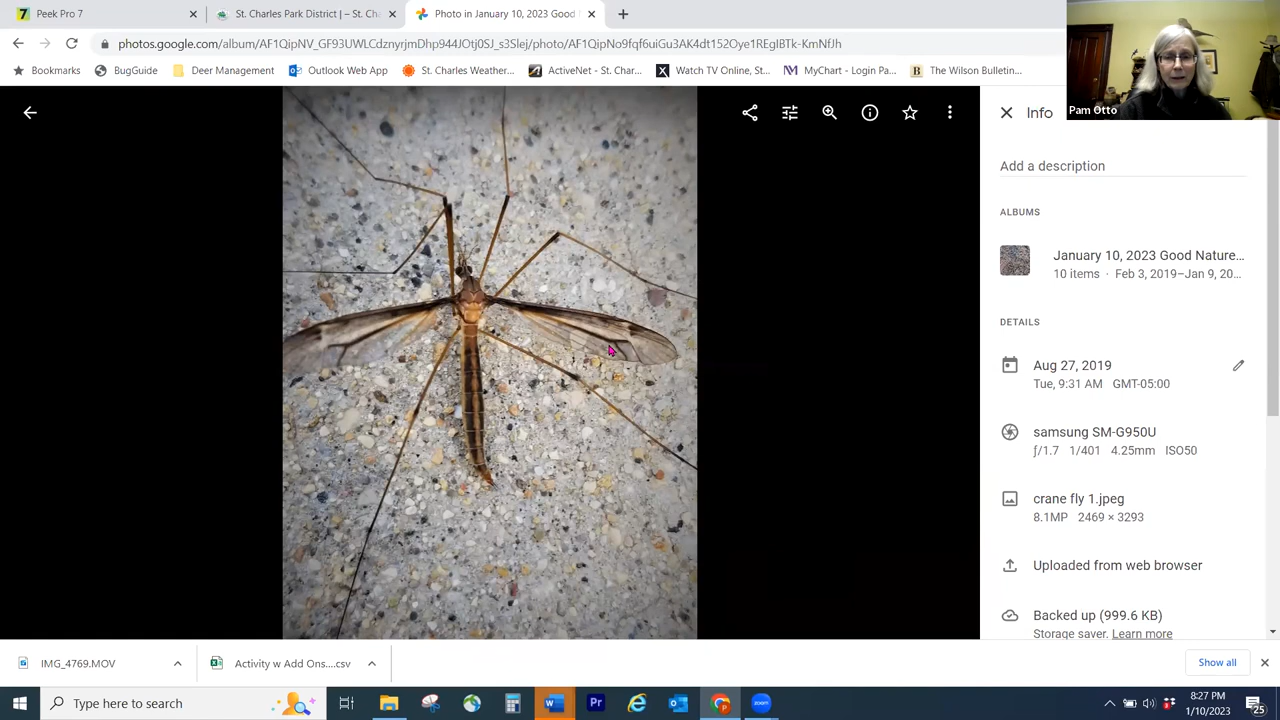 Peek Pro 7
St. Charles Park District | – St. Ch
Photo in January 10, 2023 Good
photos.google.com/album/
BugGuide
Bookmarks
Deer Management
Outlook Web App
St. Charles Weather...
ActiveNet - St. Char...
Watch TV Online, St...
MyChart - Login Pa...
The Wilson Bulletin...
Pam Otto
Info
Add a description
ALBUMS
January 10, 2023 Good Nature...
10 items · Feb 3, 2019–Jan 9, 20...
DETAILS
Aug 27, 2019
Tue, 9:31 AM GMT-05:00
samsung SM-G950U
ƒ/1.7 1/401 4.25mm ISO50
crane fly 1.jpeg
8.1MP 2469 × 3293
Uploaded from web browser
Backed up (999.6 KB)
Storage saver. Learn more
IMG_4769.MOV
Activity w Add Ons....csv
Show all
Type here to search
zoom
8:27 PM
1/10/2023
25